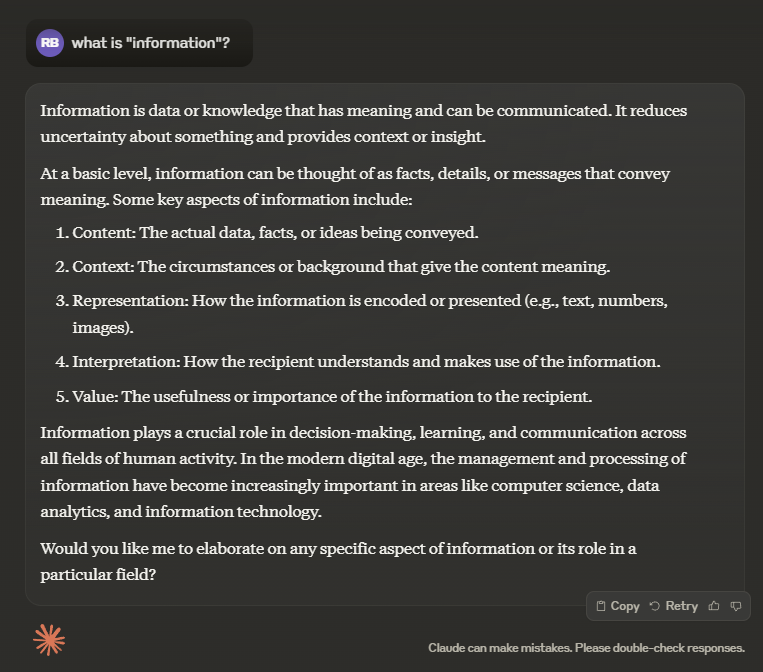 RB what is "information"?
Information is data or knowledge that has meaning and can be communicated. It reduces
uncertainty about something and provides context or insight.
At a basic level, information can be thought of as facts, details, or messages that convey
meaning. Some key aspects of information include:
1. Content: The actual data, facts, or ideas being conveyed.
2. Context: The circumstances or background that give the content meaning.
3. Representation: How the information is encoded or presented (e.g., text, numbers,
images).
4. Interpretation: How the recipient understands and makes use of the information.
5. Value: The usefulness or importance of the information to the recipient.
Information plays a crucial role in decision-making, learning, and communication across
all fields of human activity. In the modern digital age, the management and processing of
information have become increasingly important in areas like computer science, data
analytics, and information technology.
Would you like me to elaborate on any specific aspect of information or its role in a
particular field?
Copy Retry
Claude can make mistakes. Please double-check responses.